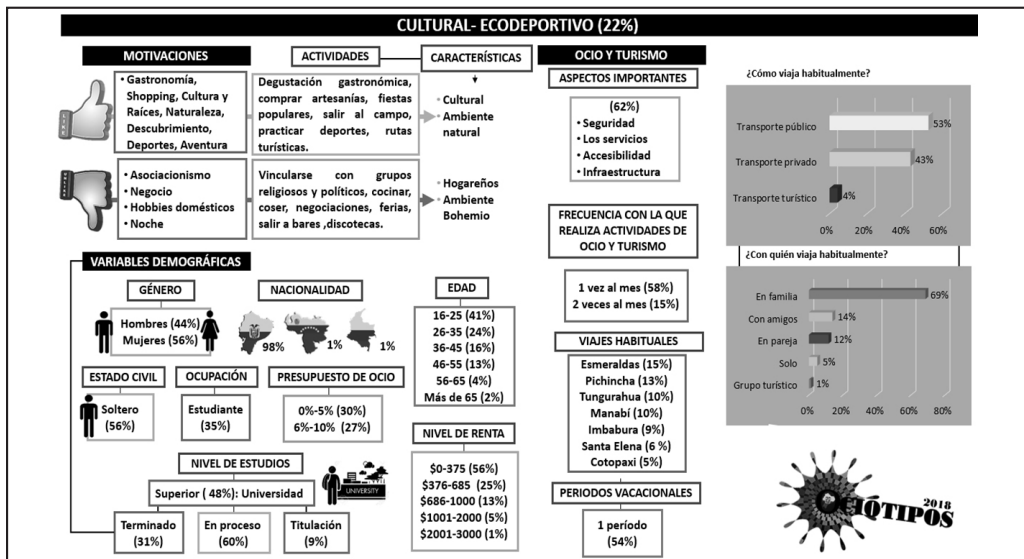 CULTURAL- ECODEPORTIVO (22%)
MOTIVACIONES
• Gastronomía,
Shopping, Cultura y
Raíces, Naturaleza,
Descubrimiento,
Deportes, Aventura
• Asociacionismo
• Negocio
• Hobbies domésticos
• Noche
ACTIVIDADES
Degustación gastronómica,
comprar artesanías, fiestas
populares, salir al campo,
practicar deportes, rutas
turísticas.
Vincularse con grupos
religiosos y políticos, cocinar,
coser, negociaciones, ferias,
salir a bares ,discotecas.
CARACTERÍSTICAS
• Cultural
• Ambiente
natural
• Hogareños
• Ambiente
Bohemio
VARIABLES DEMOGRÁFICAS
GÉNERO
Hombres (44%)
Mujeres (56%)
NACIONALIDAD
98%
1%
1%
EDAD
16-25 (41%)
26-35 (24%)
36-45 (16%)
46-55 (13%)
56-65 (4%)
Más de 65 (2%)
ESTADO CIVIL
Soltero
(56%)
OCUPACIÓN
Estudiante
(35%)
PRESUPUESTO DE OCIO
0%-5% (30%)
6%-10% (27%)
NIVEL DE RENTA
$0-375 (56%)
$376-685 (25%)
$686-1000 (13%)
$1001-2000 (5%)
$2001-3000 (1%)
NIVEL DE ESTUDIOS
Superior ( 48%): Universidad
UNIVERSITY
Terminado
(31%)
En proceso
(60%)
Titulación
(9%)
OCIO Y TURISMO
ASPECTOS IMPORTANTES
(62%)
• Seguridad
• Los servicios
• Accesibilidad
• Infraestructura
FRECUENCIA CON LA QUE
REALIZA ACTIVIDADES DE
OCIO Y TURISMO
1 vez al mes (58%)
2 veces al mes (15%)
VIAJES HABITUALES
Esmeraldas (15%)
Pichincha (13%)
Tungurahua (10%)
Manabí (10%)
Imbabura (9%)
Santa Elena (6 %)
Cotopaxi (5%)
PERIODOS VACACIONALES
1 período
(54%)
¿Cómo viaja habitualmente?
Transporte público 53%
Transporte privado 43%
Transporte turístico 4%
0% 20% 40% 60%
¿Con quién viaja habitualmente?
En familia 69%
Con amigos 14%
En pareja 12%
Solo 5%
Grupo turístico 1%
0% 20% 40% 60% 80%
2018